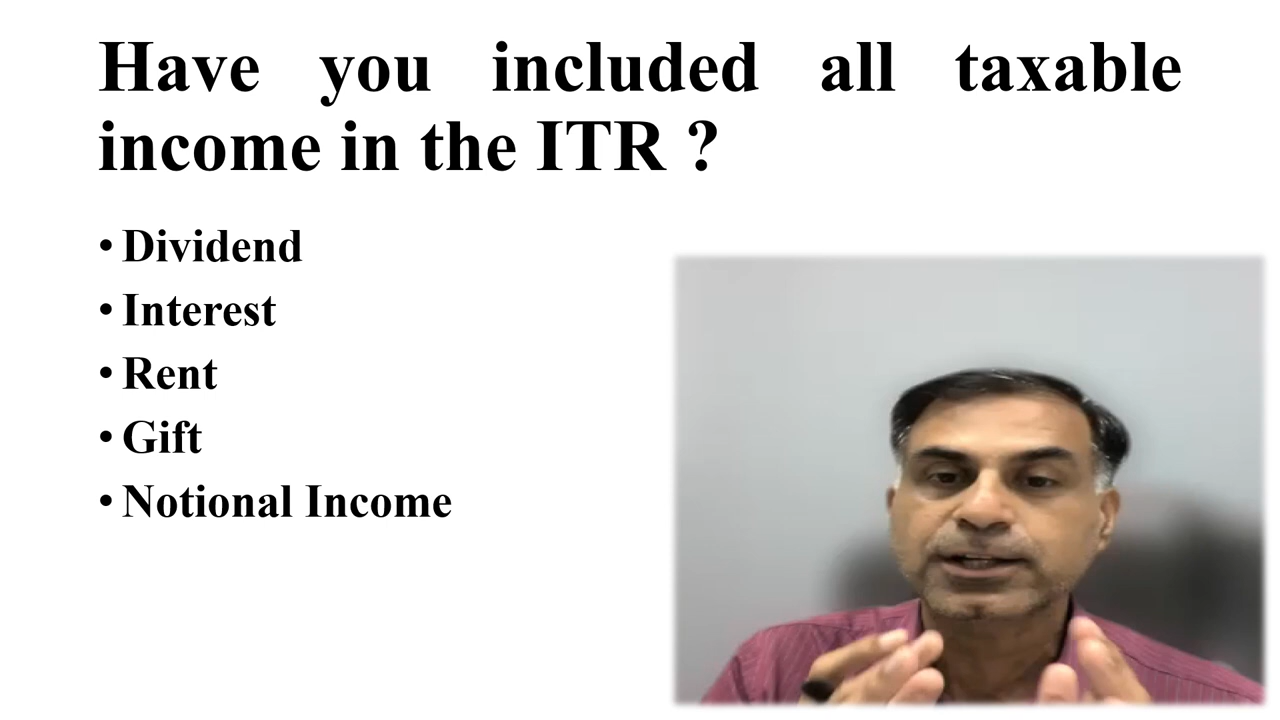 Have you included all taxable
income in the ITR ?
• Dividend
• Interest
• Rent
• Gift
• Notional Income